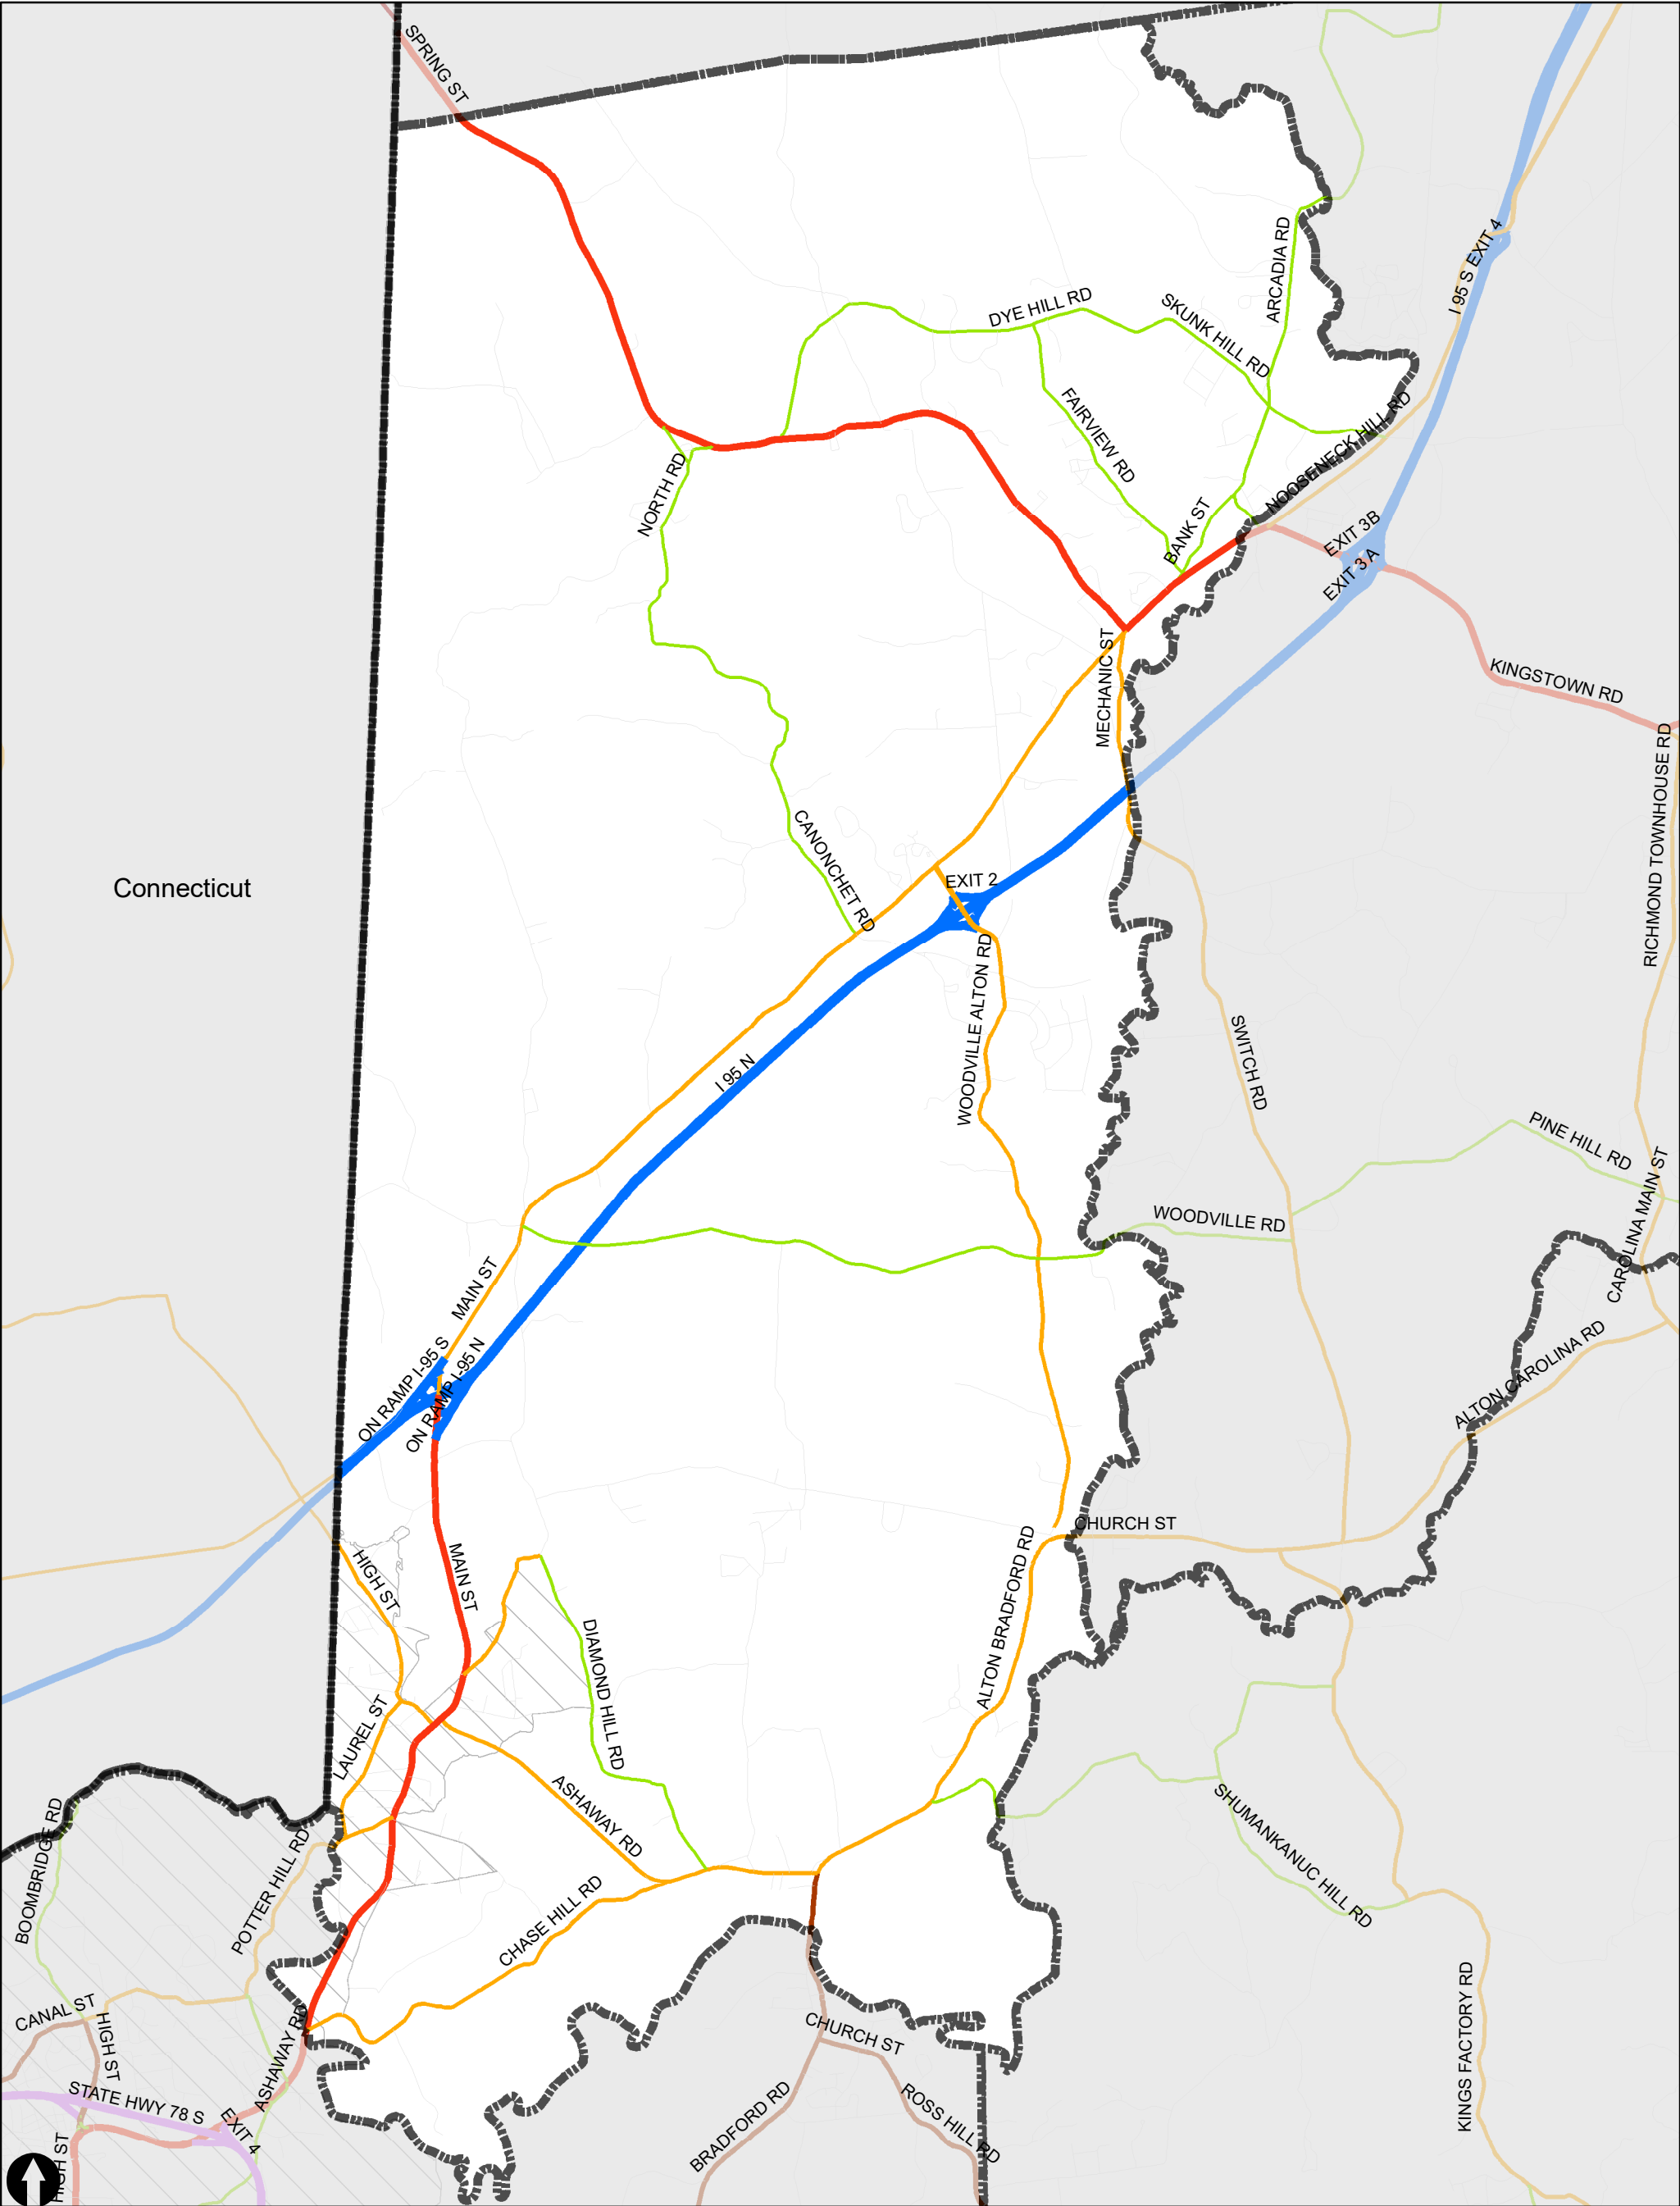 SPRING ST
ARCADIA RD
I 95 S EXIT 4
DYE HILL RD
SKUNK HILL RD
FAIRVIEW RD
NOOSENECK HILL RD
NORTH RD
BANK ST
EXIT 3B
EXIT 3 A
MECHANIC ST
KINGSTOWN RD
RICHMOND TOWNHOUSE RD
CANONCHET RD
EXIT 2
Connecticut
WOODVILLE ALTON RD
I 95 N
SWITCH RD
PINE HILL RD
CAROLINA MAIN ST
WOODVILLE RD
MAIN ST
ON RAMP I-95 S
ON RAMP I-95 N
ALTON CAROLINA RD
CHURCH ST
HIGH ST
MAIN ST
ALTON BRADFORD RD
DIAMOND HILL RD
LAUREL ST
ASHAWAY RD
SHUMANKANUC HILL RD
BOOMBRIDGE RD
POTTER HILL RD
CHASE HILL RD
KINGS FACTORY RD
CANAL ST
HIGH ST
ASHAWAY RD
CHURCH ST
STATE HWY 78 S
EXIT 4
BRADFORD RD
ROSS HILL RD
HIGH ST